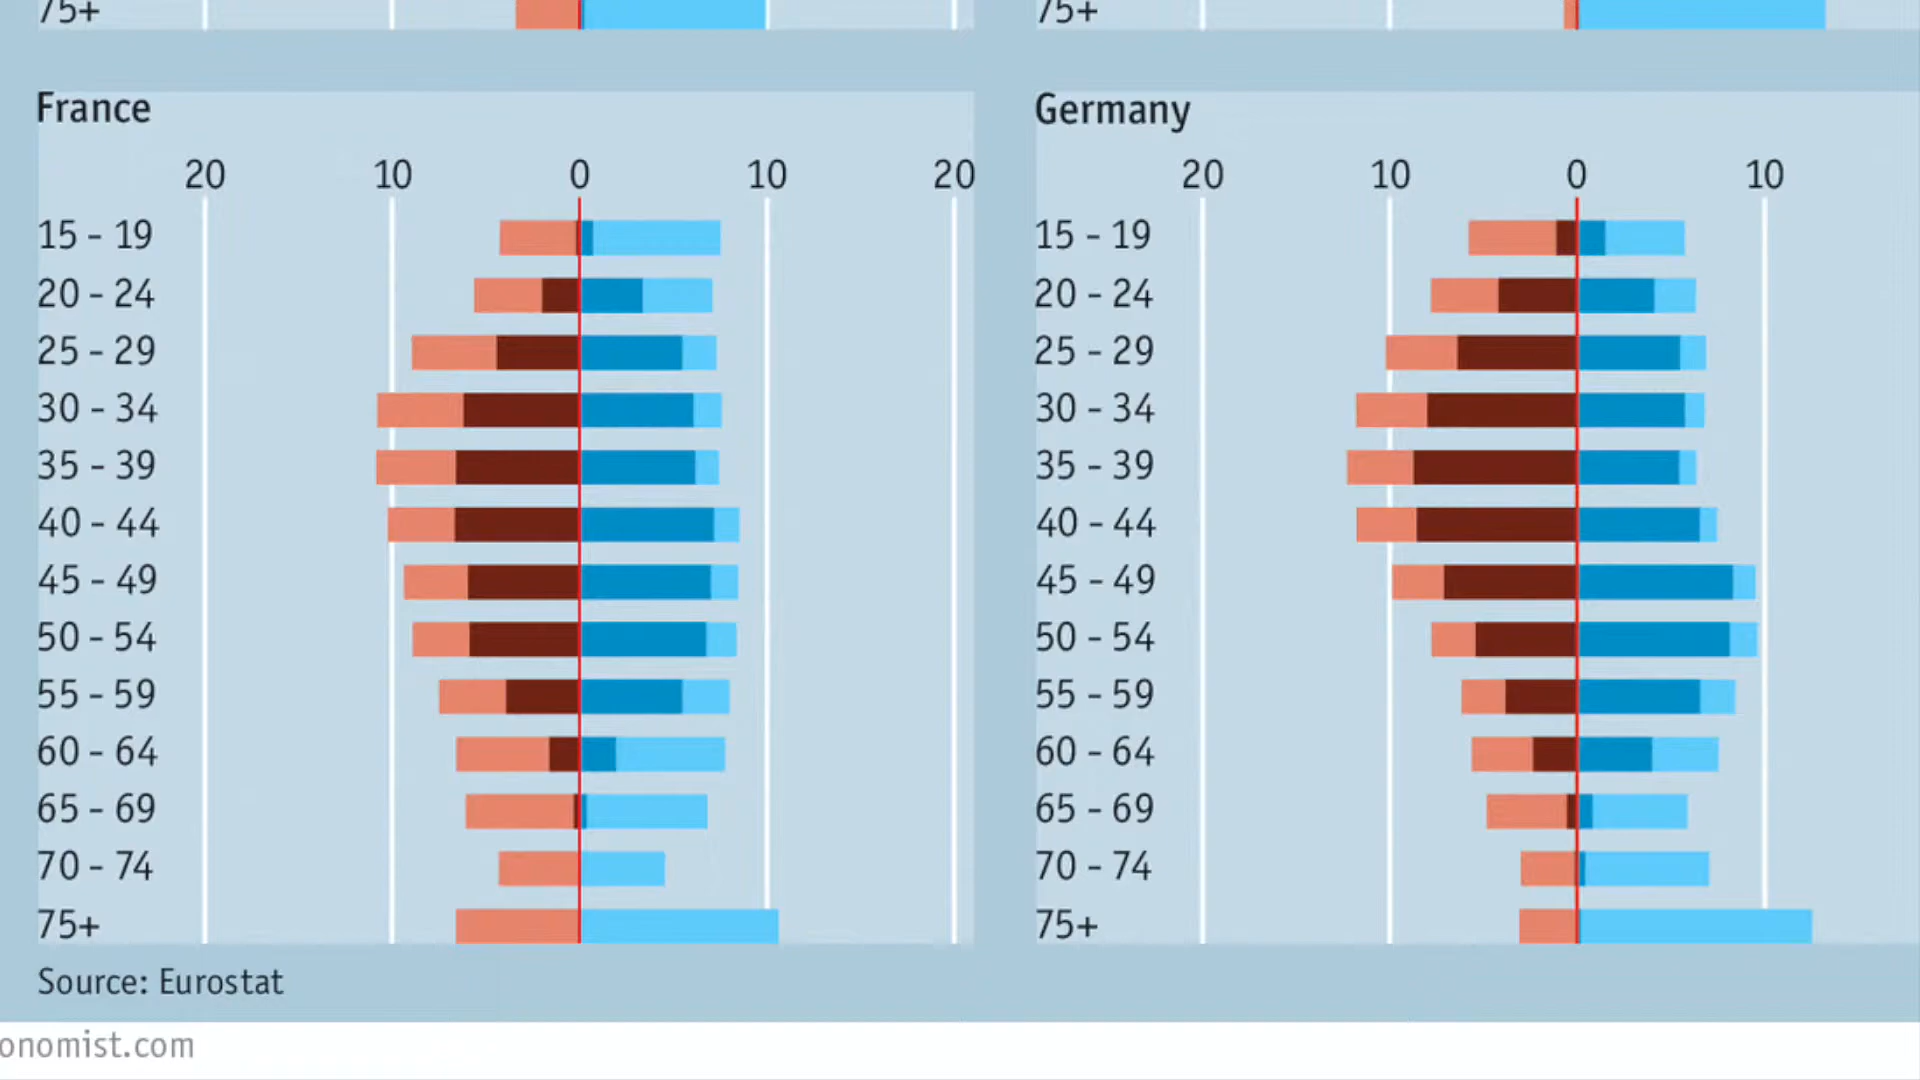 75+
75+
France
20 10 0 10 20
15 - 19
20 - 24
25 - 29
30 - 34
35 - 39
40 - 44
45 - 49
50 - 54
55 - 59
60 - 64
65 - 69
70 - 74
75+
Germany
20 10 0 10
15 - 19
20 - 24
25 - 29
30 - 34
35 - 39
40 - 44
45 - 49
50 - 54
55 - 59
60 - 64
65 - 69
70 - 74
75+
Source: Eurostat
onomist.com